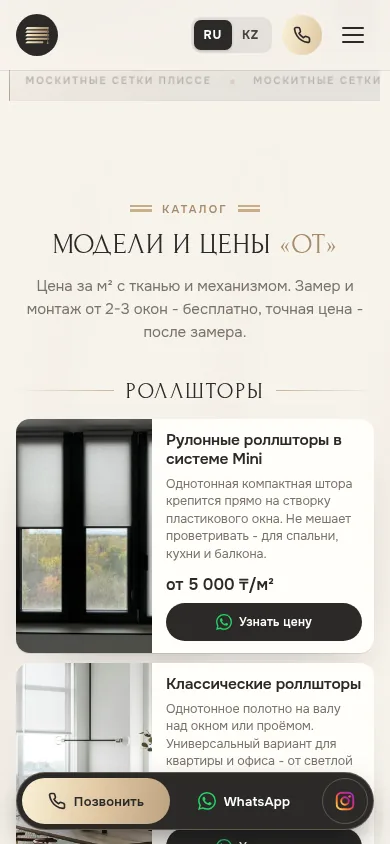 RU KZ
МОСКИТНЫЕ СЕТКИ ПЛИССЕ • МОСКИТНЫЕ СЕТКИ
КАТАЛОГ
МОДЕЛИ И ЦЕНЫ «ОТ»
Цена за м² с тканью и механизмом. Замер и
монтаж от 2-3 окон - бесплатно, точная цена -
после замера.
РОЛЛШТОРЫ
Рулонные роллшторы в
системе Mini
Однотонная компактная штора
крепится прямо на створку
пластикового окна. Не мешает
проветривать - для спальни,
кухни и балкона.
от 5 000 ₸/м²
Узнать цену
Классические роллшторы
Однотонное полотно на валу
над окном или проёмом.
Универсальный вариант для
квартиры и офиса - от светлой
Позвонить
WhatsApp